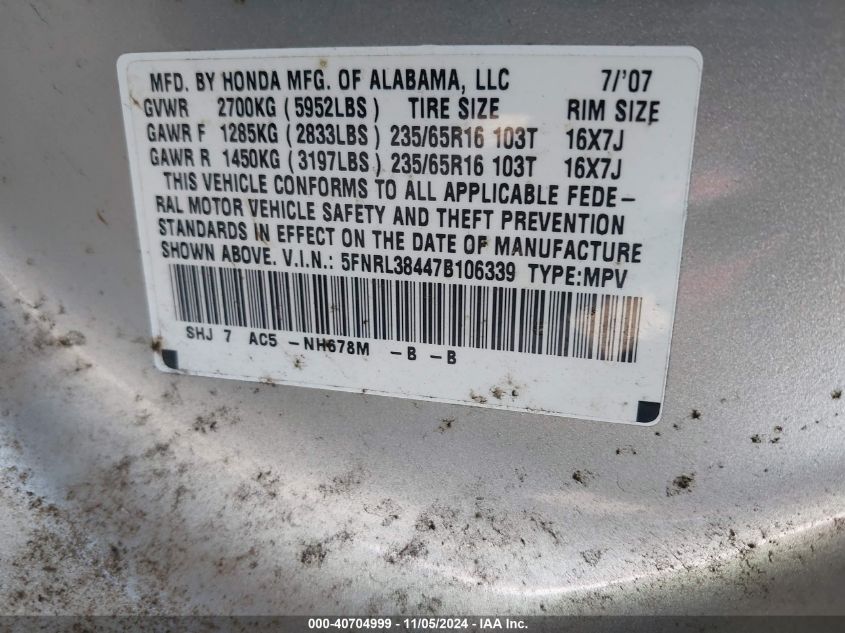 MFD. BY HONDA MFG. OF ALABAMA, LLC 7/'07
GVWR 2700KG (5952LBS) TIRE SIZE RIM SIZE
GAWR F 1285KG (2833LBS) 235/65R16 103T 16X7J
GAWR R 1450KG (3197LBS) 235/65R16 103T 16X7J
THIS VEHICLE CONFORMS TO ALL APPLICABLE FEDE-
RAL MOTOR VEHICLE SAFETY AND THEFT PREVENTION
STANDARDS IN EFFECT ON THE DATE OF MANUFACTURE
SHOWN ABOVE. V.I.N.: 5FNRL38447B106339 TYPE:MPV
SHJ 7 AC5 -NH678M -B -B
000-40704999 - 11/05/2024 - IAA Inc.